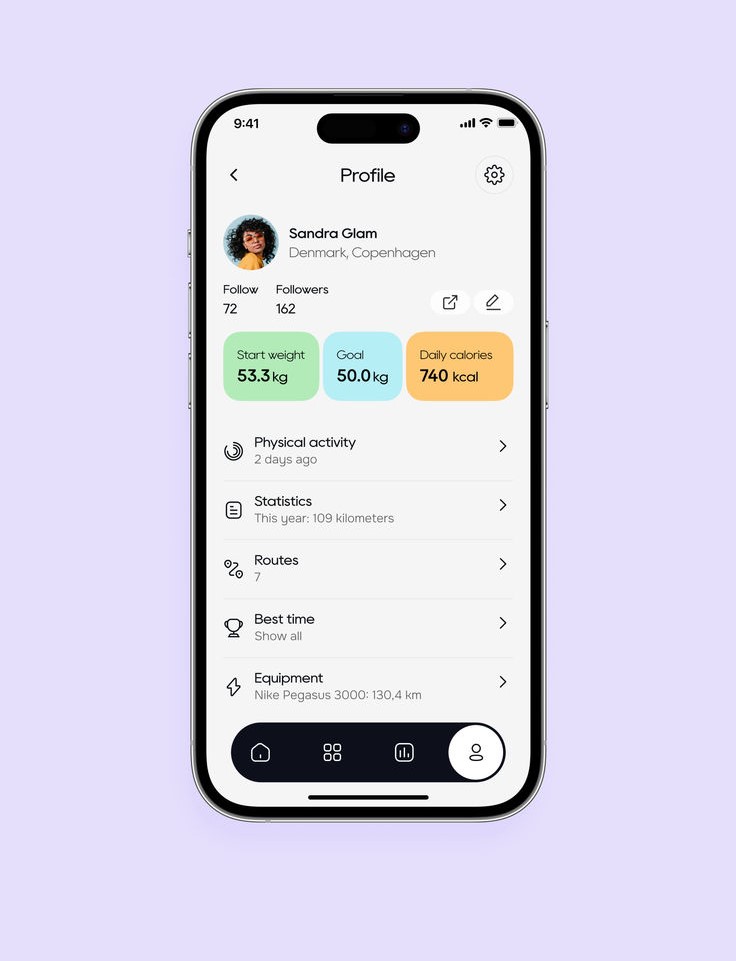 9:41
Profile
Sandra Glam
Denmark, Copenhagen
Follow Followers
72 162
Start weight Goal Daily calories
53.3 kg 50.0 kg 740 kcal
Physical activity
2 days ago
Statistics
This year: 109 kilometers
Routes
7
Best time
Show all
Equipment
Nike Pegasus 3000: 130,4 km